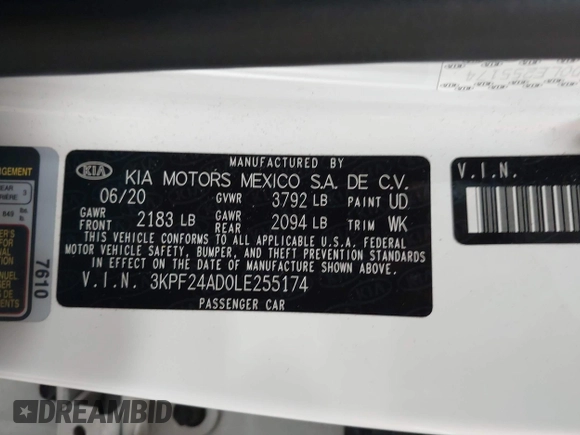 MANUFACTURED BY
KIA
KIA MOTORS MEXICO S.A. DE C.V.
06/20 GVWR 3792 LB PAINT UD
GAWR FRONT 2183 LB GAWR REAR 2094 LB TRIM WK
THIS VEHICLE CONFORMS TO ALL APPLICABLE U.S.A. FEDERAL
MOTOR VEHICLE SAFETY, BUMPER, AND THEFT PREVENTION STANDARDS
IN EFFECT ON THE DATE OF MANUFACTURE SHOWN ABOVE.
V.I.N. 3KPF24AD0LE255174
PASSENGER CAR
V.I.N.
7610
DREAMBID